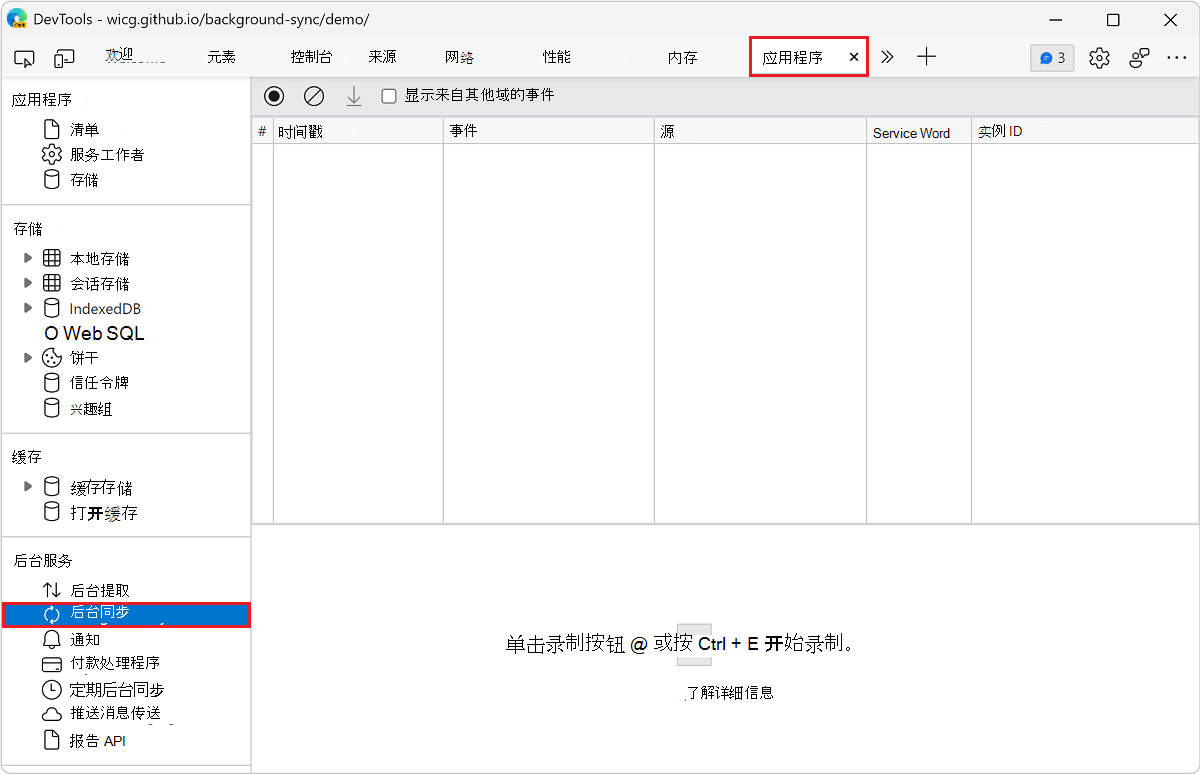 DevTools - wicg.github.io/background-sync/demo/
欢迎 元素 控制台 来源 网络 性能 内存 应用程序 3
应用程序
清单
服务工作者
存储
存储
本地存储
会话存储
IndexedDB
O Web SQL
饼干
信任令牌
兴趣组
缓存
缓存存储
打开缓存
后台服务
后台提取
后台同步
通知
付款处理程序
定期后台同步
推送消息传送
报告 API
显示来自其他域的事件
# 时间戳 事件 源 Service Word 实例 ID
单击录制按钮 @ 或按 Ctrl + E 开始录制。
了解详细信息